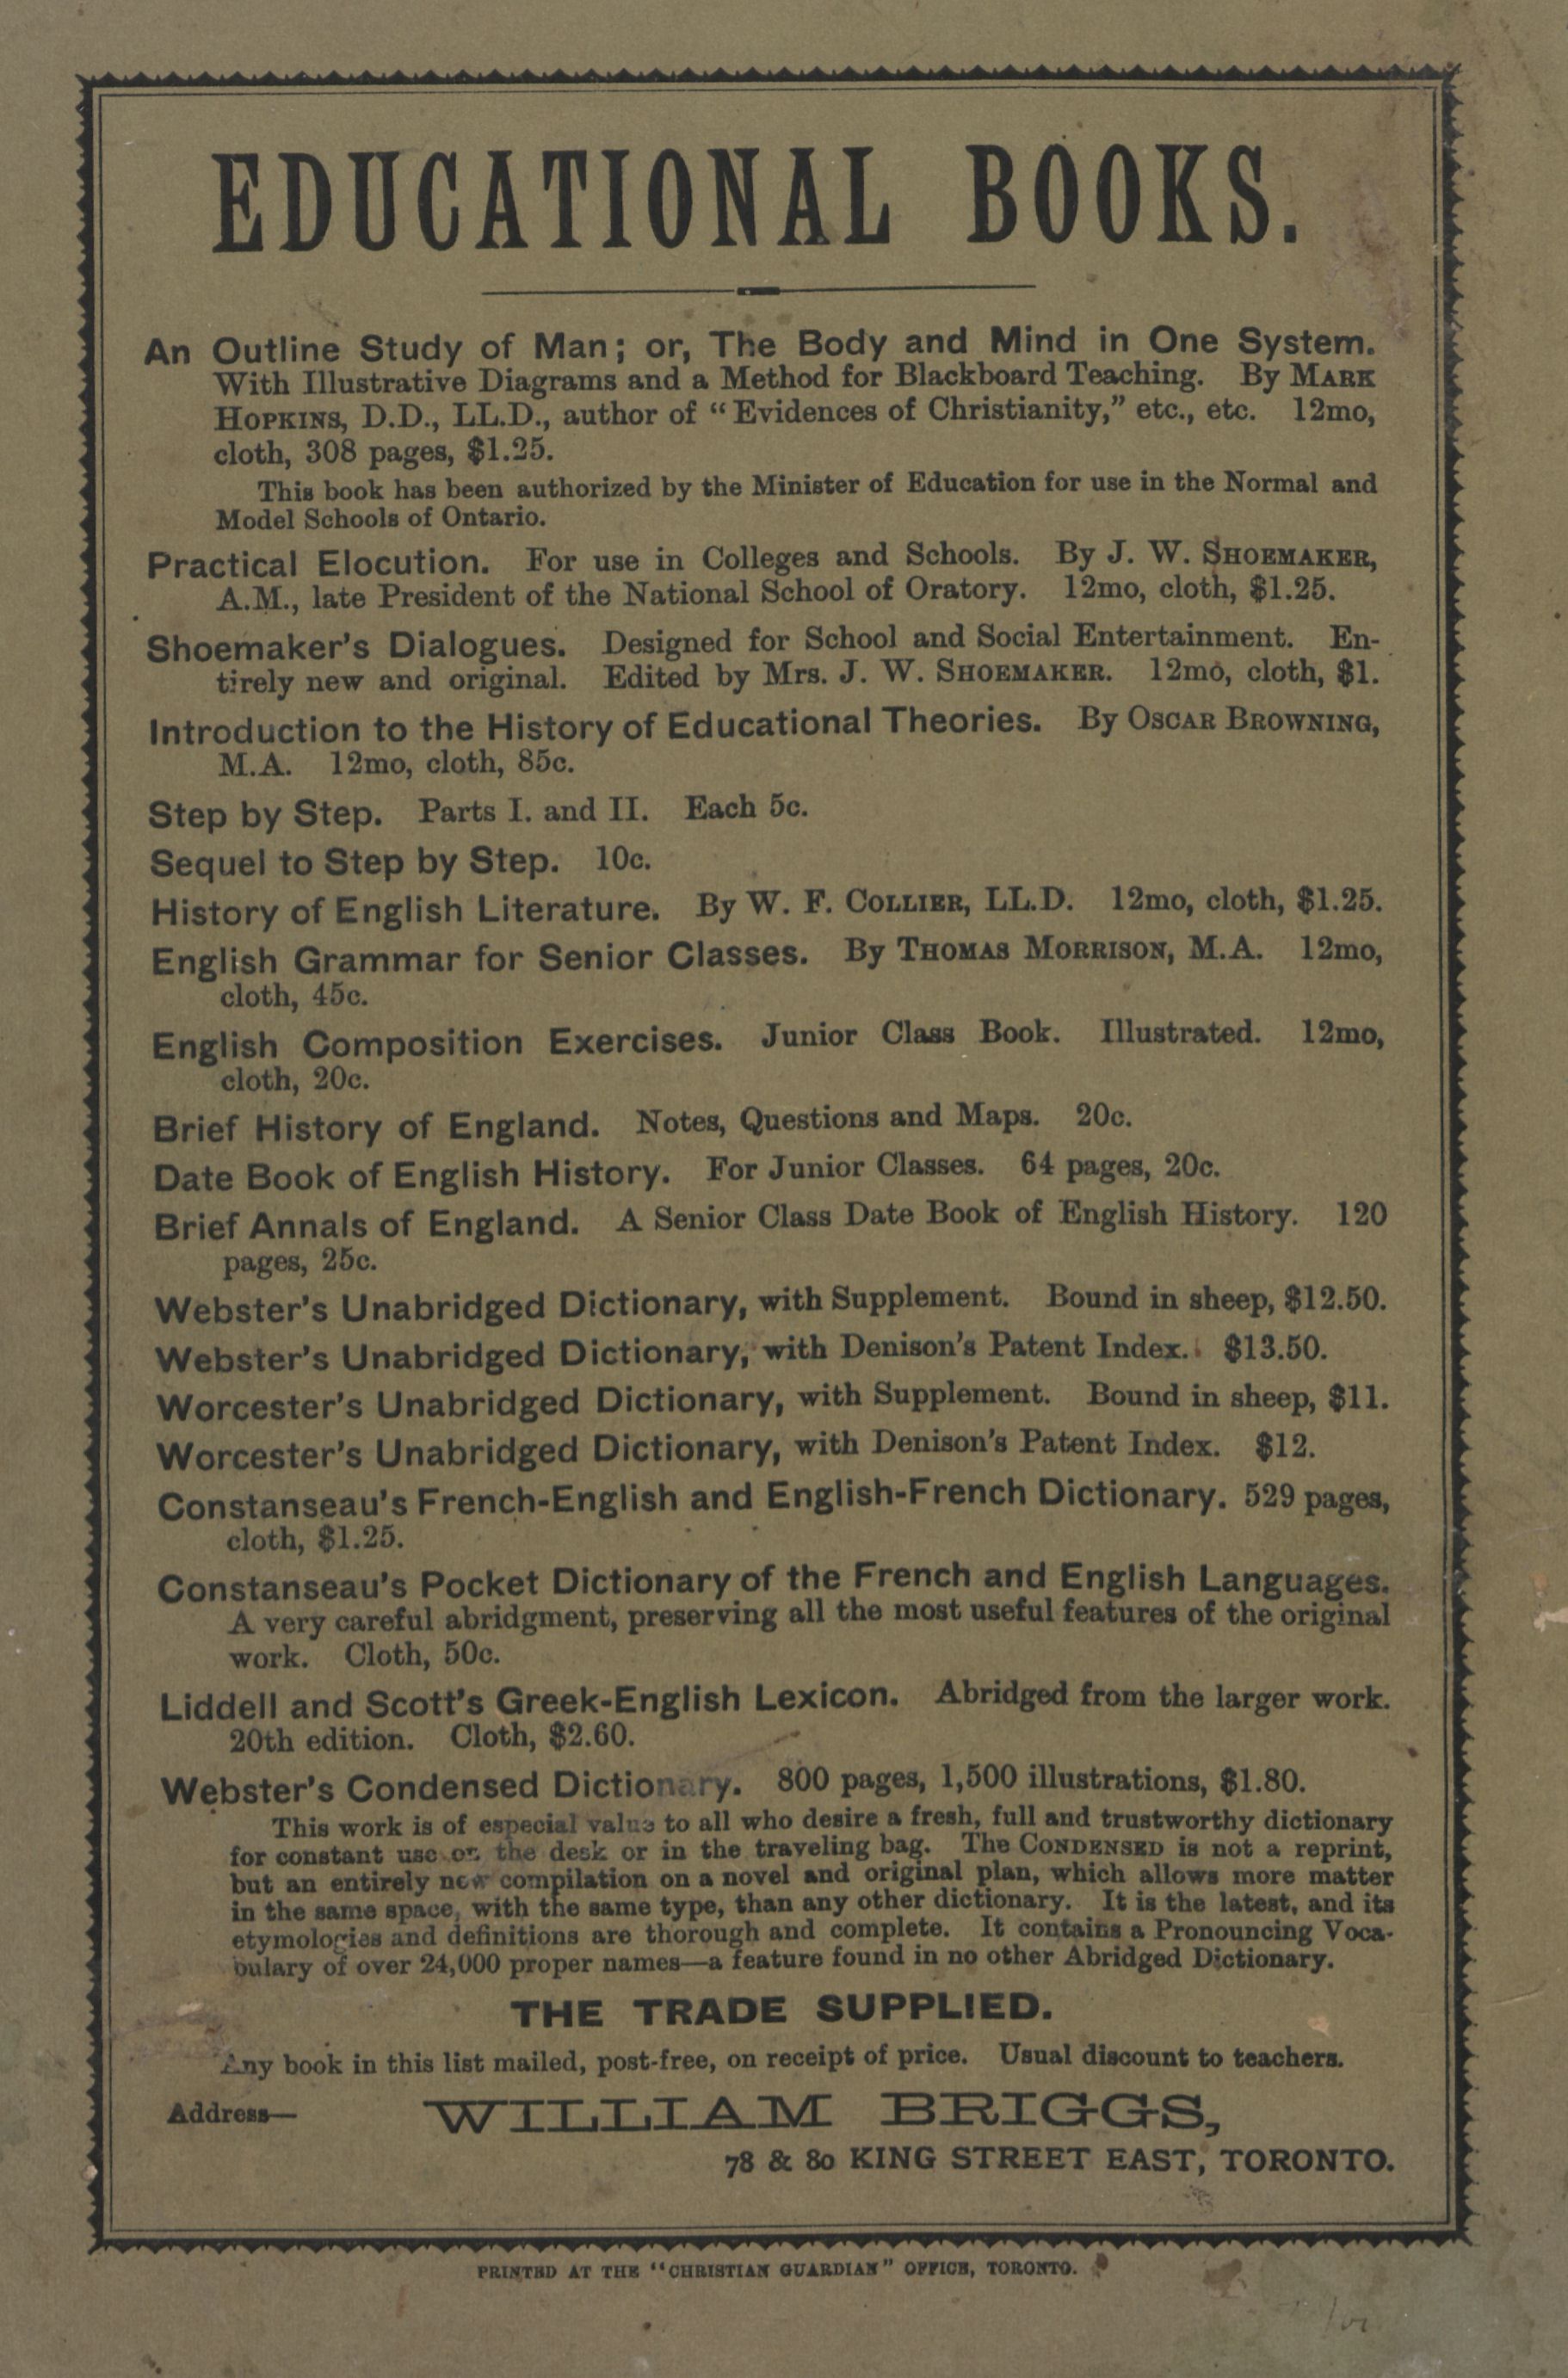 EDUCATIONAL BOOKS.
An Outline Study of Man; or, The Body and Mind in One System.
With Illustrative Diagrams and a Method for Blackboard Teaching. By MARK
HOPKINS, D.D., LL.D., author of “Evidences of Christianity,” etc., etc. 12mo,
cloth, 308 pages, $1.25.
This book has been authorized by the Minister of Education for use in the Normal and
Model Schools of Ontario.
Practical Elocution. For use in Colleges and Schools. By J. W. SHOEMAKER,
A.M., late President of the National School of Oratory. 12mo, cloth, $1.25.
Shoemaker's Dialogues. Designed for School and Social Entertainment. En-
tirely new and original. Edited by Mrs. J. W. SHOEMAKER. 12mo, cloth, $1.
Introduction to the History of Educational Theories. By OSCAR BROWNING,
M.A. 12mo, cloth, 85c.
Step by Step. Parts I. and II. Each 5c.
Sequel to Step by Step. 10c.
History of English Literature. By W. F. COLLIER, LL.D. 12mo, cloth, $1.25.
English Grammar for Senior Classes. By THOMAS MORRISON, M.A. 12mo,
cloth, 45c.
English Composition Exercises. Junior Class Book. Illustrated. 12mo,
cloth, 20c.
Brief History of England. Notes, Questions and Maps. 20c.
Date Book of English History. For Junior Classes. 64 pages, 20c.
Brief Annals of England. A Senior Class Date Book of English History. 120
pages, 25c.
Webster's Unabridged Dictionary, with Supplement. Bound in sheep, $12.50.
Webster's Unabridged Dictionary, with Denison's Patent Index. $13.50.
Worcester's Unabridged Dictionary, with Supplement. Bound in sheep, $11.
Worcester's Unabridged Dictionary, with Denison's Patent Index. $12.
Constanseau's French-English and English-French Dictionary. 529 pages,
cloth, $1.25.
Constanseau's Pocket Dictionary of the French and English Languages.
A very careful abridgment, preserving all the most useful features of the original
work. Cloth, 50c.
Liddell and Scott's Greek-English Lexicon. Abridged from the larger work.
20th edition. Cloth, $2.60.
Webster's Condensed Dictionary. 800 pages, 1,500 illustrations, $1.80.
This work is of especial value to all who desire a fresh, full and trustworthy dictionary
for constant use on the desk or in the traveling bag. The CONDENSED is not a reprint,
but an entirely new compilation on a novel and original plan, which allows more matter
in the same space, with the same type, than any other dictionary. It is the latest, and its
etymologies and definitions are thorough and complete. It contains a Pronouncing Voca-
bulary of over 24,000 proper names—a feature found in no other Abridged Dictionary.
THE TRADE SUPPLIED.
Any book in this list mailed, post-free, on receipt of price. Usual discount to teachers.
Address— WILLIAM BRIGGS,
78 & 80 KING STREET EAST, TORONTO.
PRINTED AT THE “CHRISTIAN GUARDIAN” OFFICE, TORONTO.